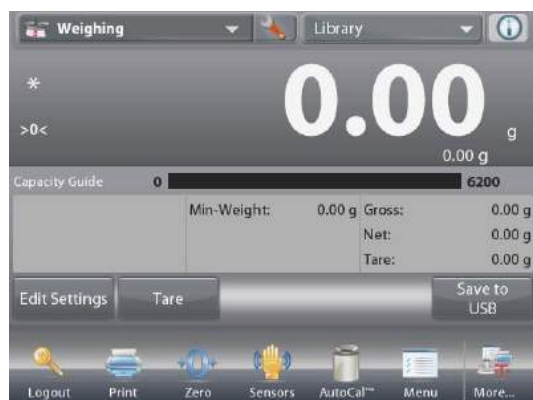 Weighing
Library
*
>0<
0.00 g
0.00 g
Capacity Guide 0 6200
Min-Weight: 0.00 g Gross: 0.00 g
Net: 0.00 g
Tare: 0.00 g
Edit Settings Tare Save to
USB
Logout Print Zero Sensors AutoCal™ Menu More...